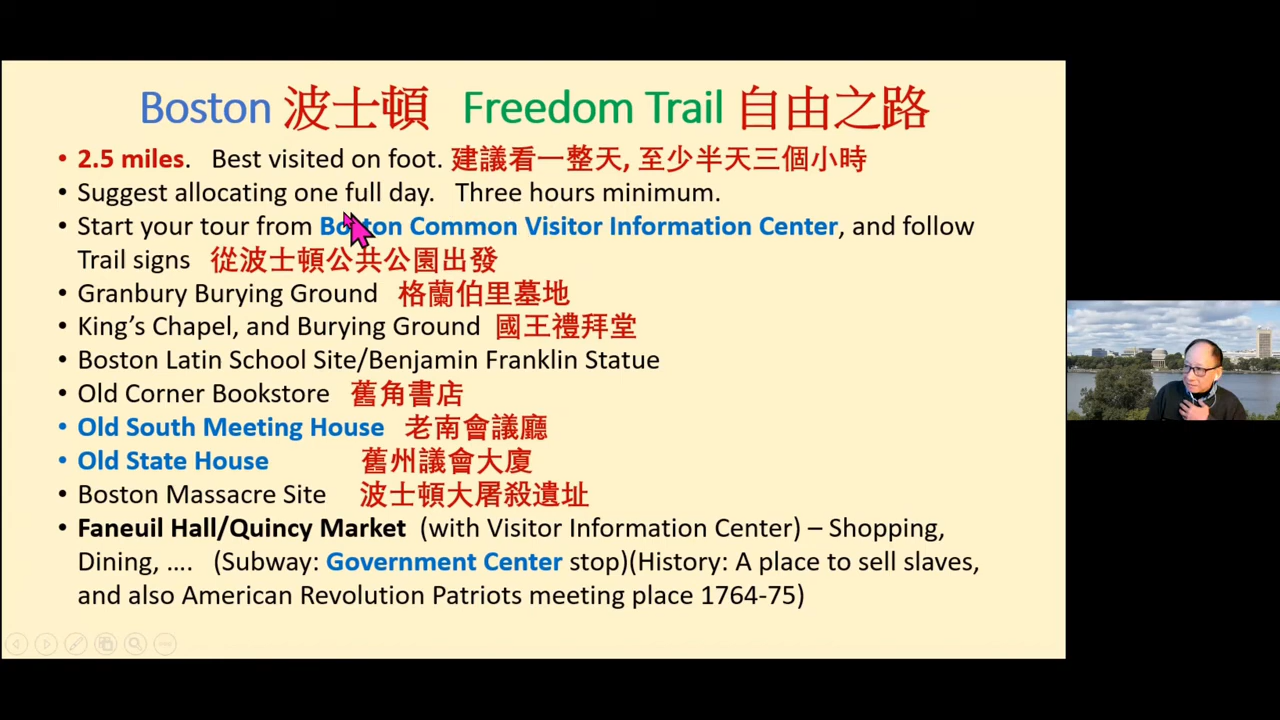 Boston 波士頓 Freedom Trail 自由之路
• 2.5 miles. Best visited on foot. 建議看一整天, 至少半天三個小時
• Suggest allocating one full day. Three hours minimum.
• Start your tour from Boston Common Visitor Information Center, and follow
Trail signs 從波士頓公共公園出發
• Granbury Burying Ground 格蘭伯里墓地
• King's Chapel, and Burying Ground 國王禮拜堂
• Boston Latin School Site/Benjamin Franklin Statue
• Old Corner Bookstore 舊角書店
• Old South Meeting House 老南會議廳
• Old State House 舊州議會大廈
• Boston Massacre Site 波士頓大屠殺遺址
• Faneuil Hall/Quincy Market (with Visitor Information Center) – Shopping,
Dining, …. (Subway: Government Center stop)(History: A place to sell slaves,
and also American Revolution Patriots meeting place 1764-75)